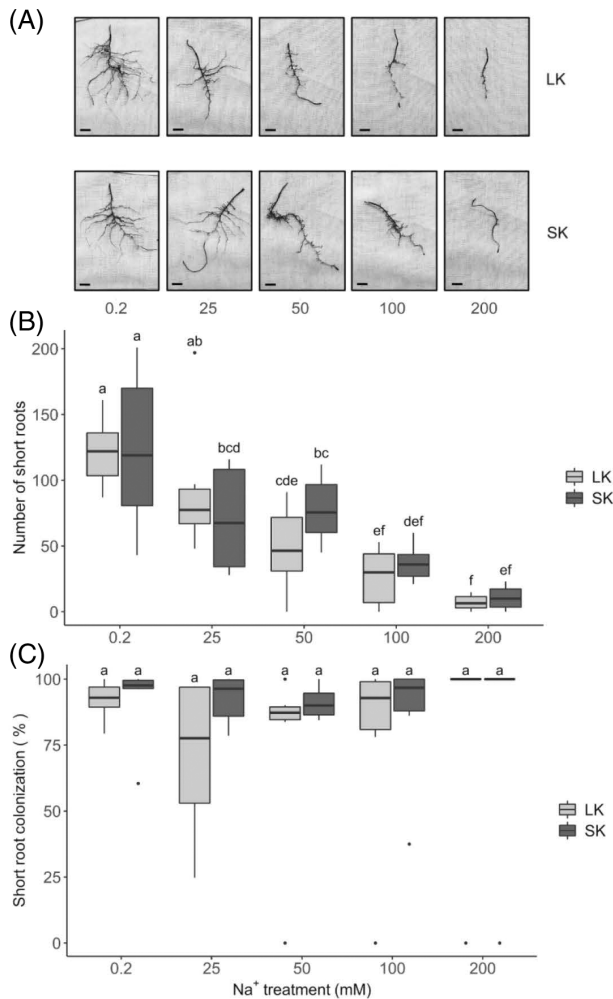 (A)
LK
SK
0.2 25 50 100 200
(B)
Number of short roots
200
150
100
50
0
a a ab bcd cde bc ef def f ef
LK
SK
0.2 25 50 100 200
(C)
Short root colonization ( % )
100
75
50
25
0
a a a a a a a a a a
LK
SK
0.2 25 50 100 200
Na⁺ treatment (mM)